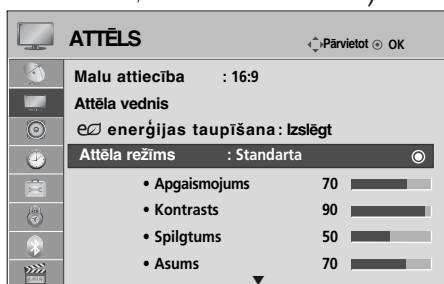 ATTĒLS Pārvietot OK
Malu attiecība : 16:9
Attēla vednis
enerģijas taupīšana : Izslēgt
Attēla režīms : Standarta
• Apgaismojums 70
• Kontrasts 90
• Spilgtums 50
• Asums 70